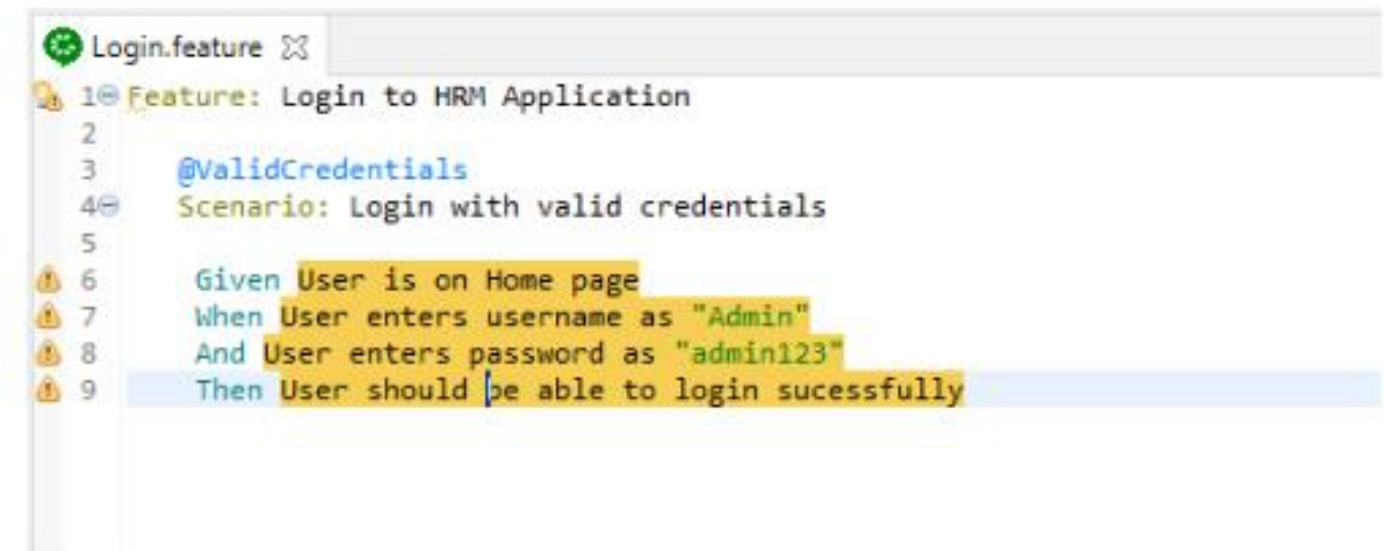 Login.feature
1 Feature: Login to HRM Application
2
3 @ValidCredentials
4 Scenario: Login with valid credentials
5
6 Given User is on Home page
7 When User enters username as "Admin"
8 And User enters password as "admin123"
9 Then User should be able to login sucessfully